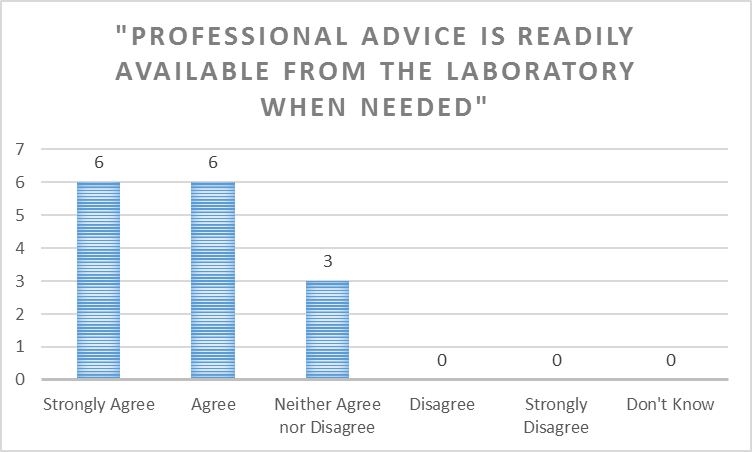 "PROFESSIONAL ADVICE IS READILY
AVAILABLE FROM THE LABORATORY
WHEN NEEDED"
7
6
5
4
3
2
1
0
6
6
3
0
0
0
Strongly Agree
Agree
Neither Agree
nor Disagree
Disagree
Strongly
Disagree
Don't Know